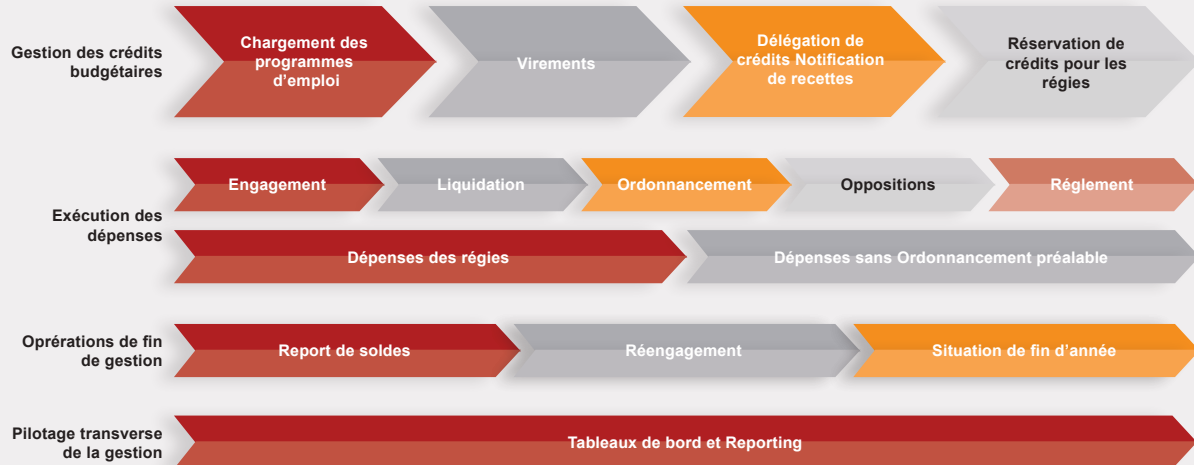 Gestion des crédits
budgétaires
Chargement des
programmes
d'emploi
Virements
Délégation de
crédits Notification
de recettes
Réservation de
crédits pour les
régies
Exécution des
dépenses
Engagement
Liquidation
Ordonnancement
Oppositions
Réglement
Dépenses des régies
Dépenses sans Ordonnancement préalable
Oprérations de fin
de gestion
Report de soldes
Réengagement
Situation de fin d'année
Pilotage transverse
de la gestion
Tableaux de bord et Reporting